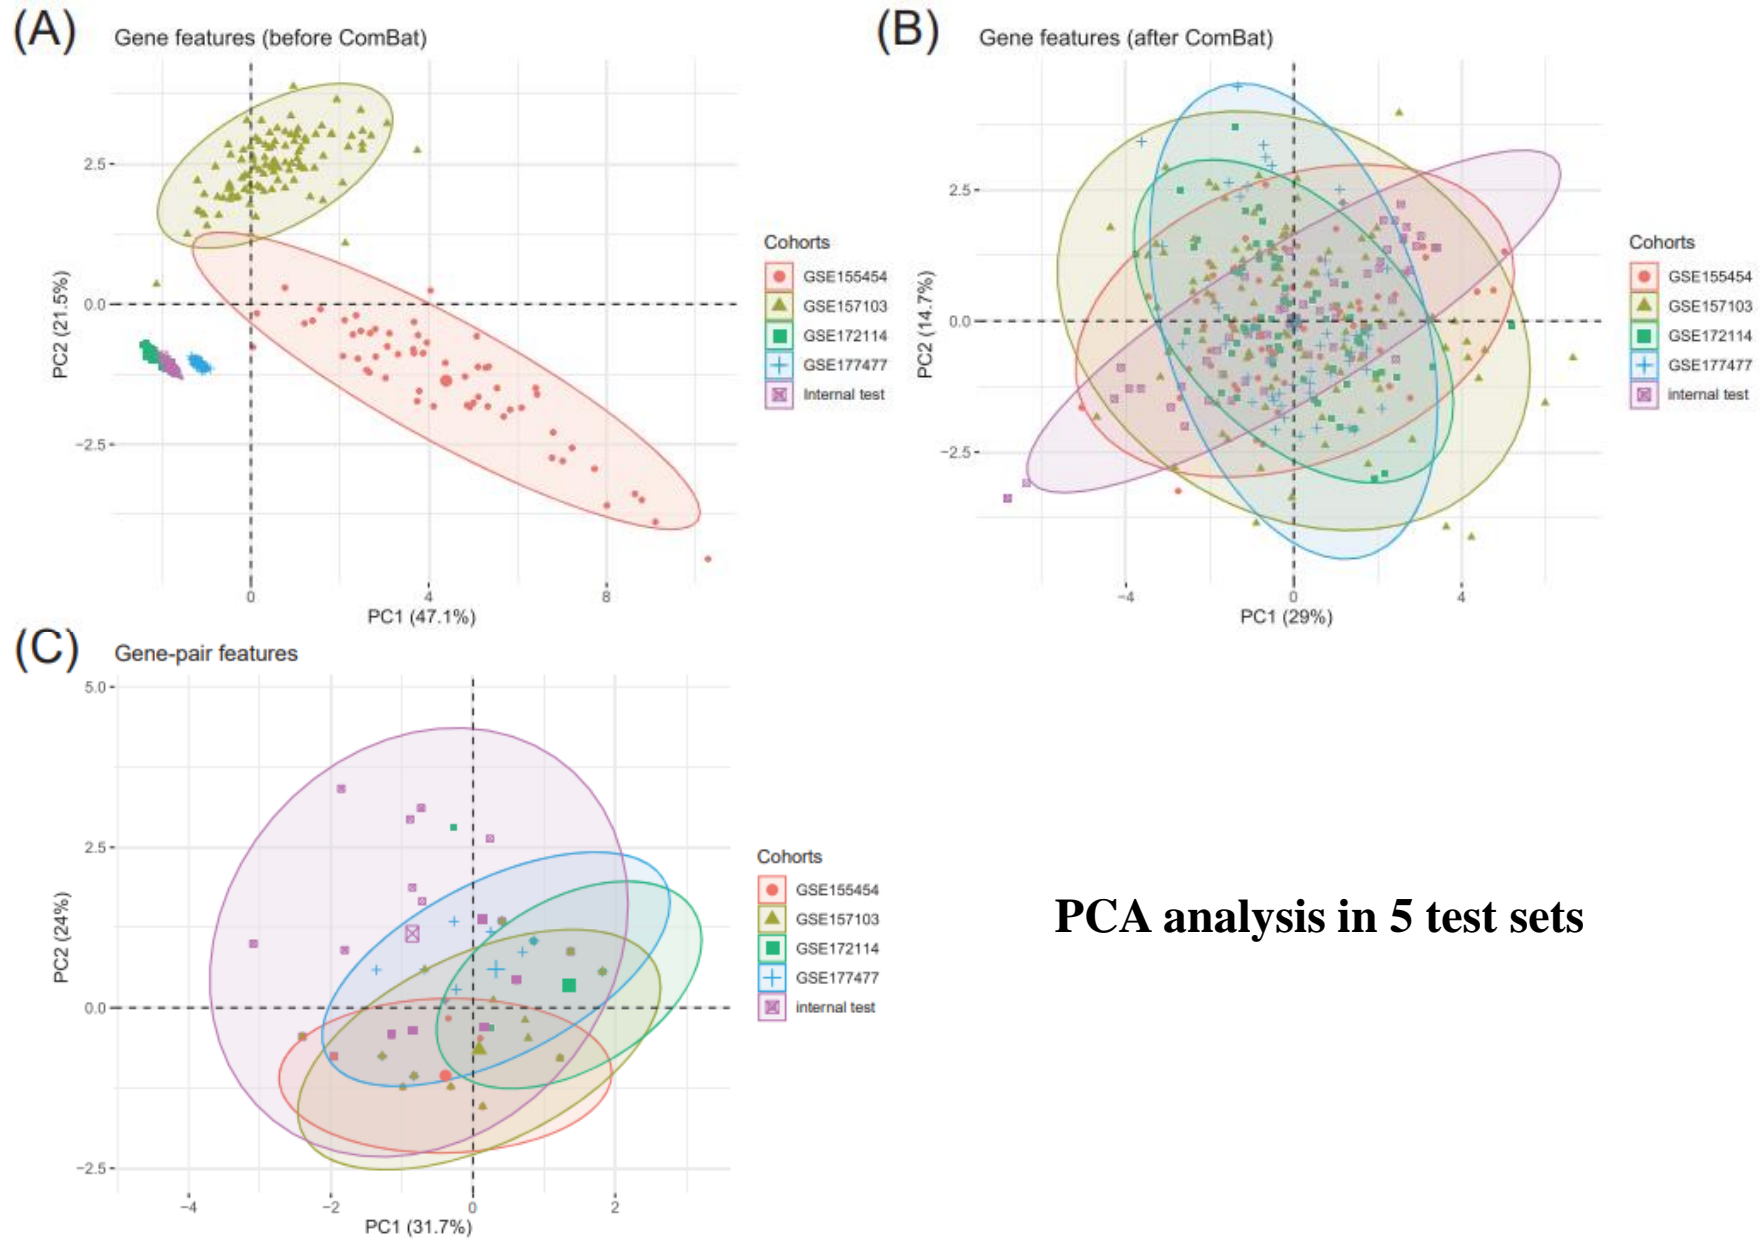 (A)
Gene features (before ComBat)
2.5
0.0
−2.5
PC2 (21.5%)
0
4
8
PC1 (47.1%)
Cohorts
GSE155454
GSE157103
GSE172114
GSE177477
Internal test
(B)
Gene features (after ComBat)
2.5
0.0
−2.5
PC2 (14.7%)
−4
0
4
PC1 (29%)
Cohorts
GSE155454
GSE157103
GSE172114
GSE177477
internal test
(C)
Gene-pair features
5.0
2.5
0.0
−2.5
PC2 (24%)
−4
−2
0
2
PC1 (31.7%)
Cohorts
GSE155454
GSE157103
GSE172114
GSE177477
internal test
PCA analysis in 5 test sets